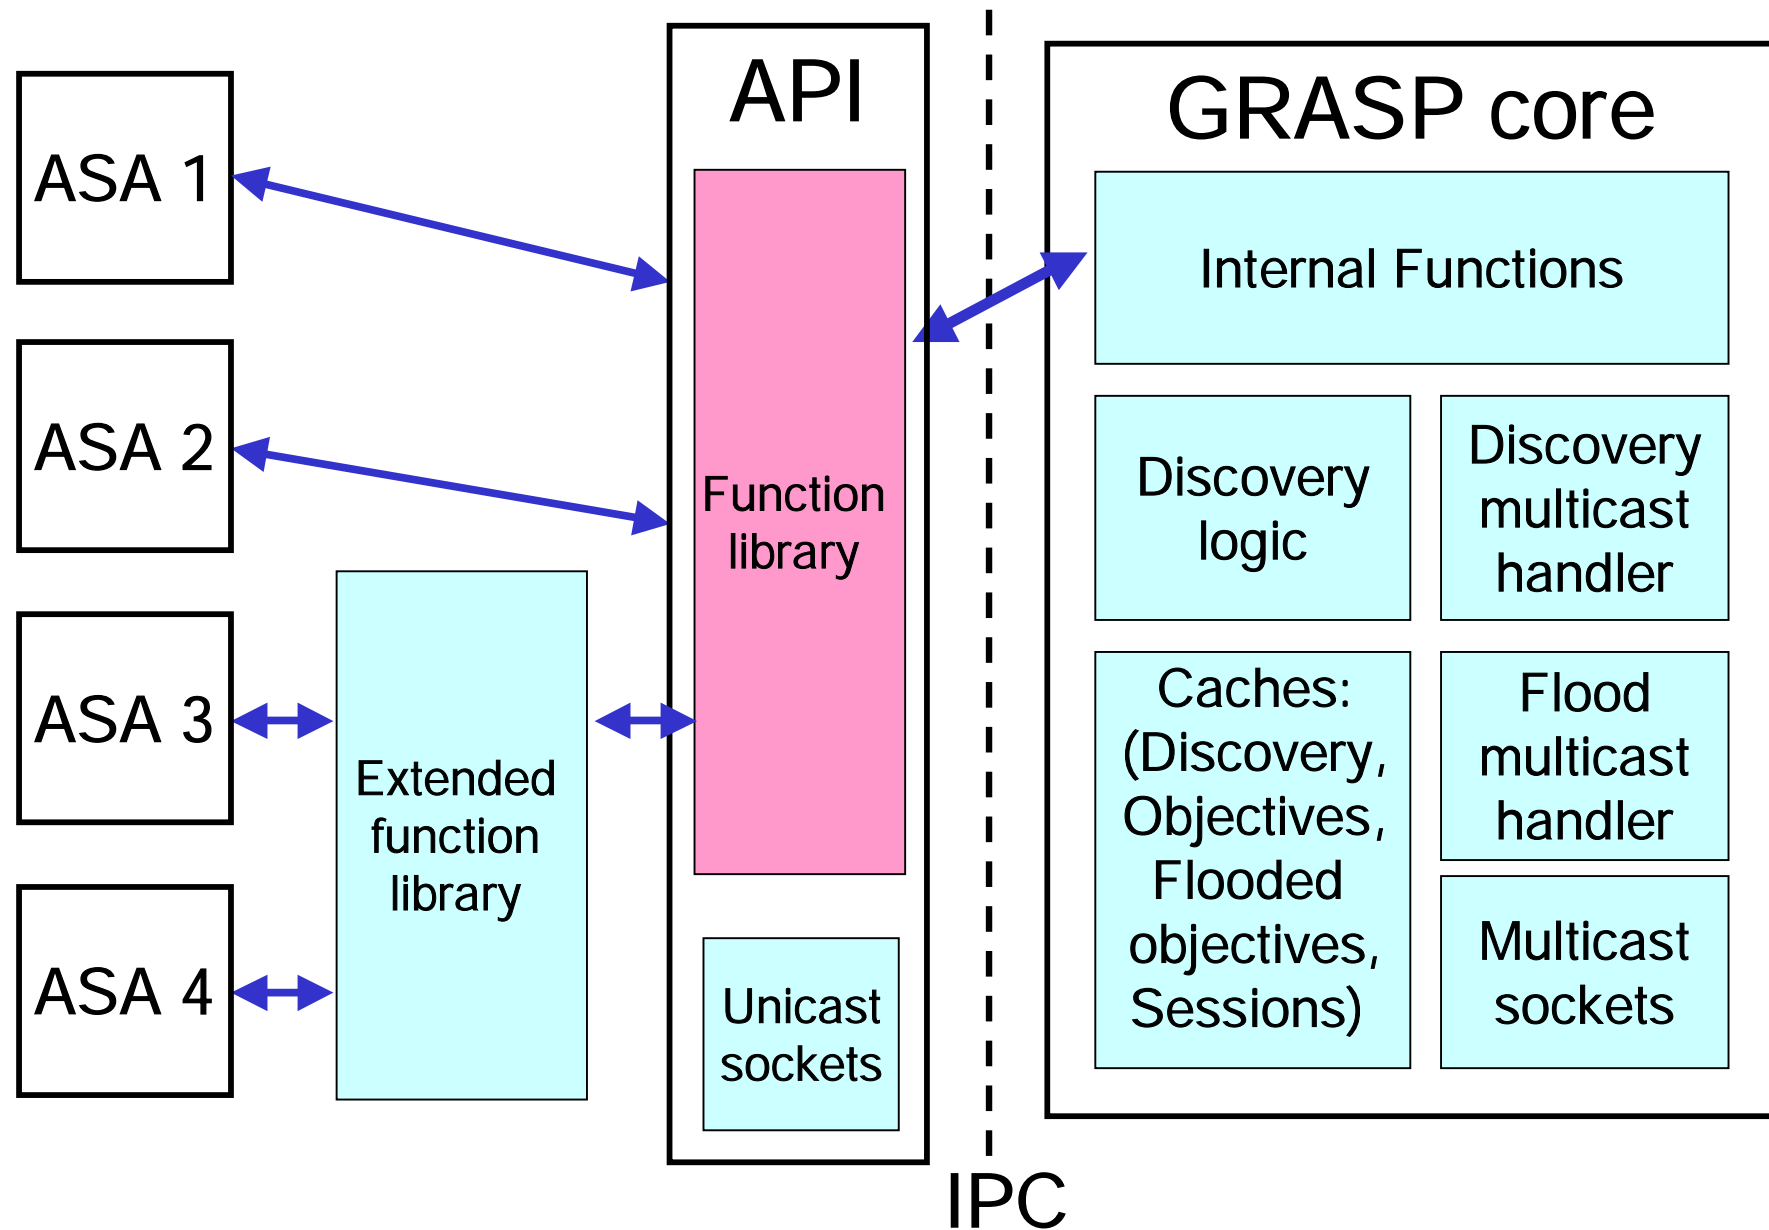 ASA 1
ASA 2
ASA 3
ASA 4
Extended
function
library
API
Function
library
Unicast
sockets
IPC
GRASP core
Internal Functions
Discovery
logic
Discovery
multicast
handler
Caches:
(Discovery,
Objectives,
Flooded
objectives,
Sessions)
Flood
multicast
handler
Multicast
sockets